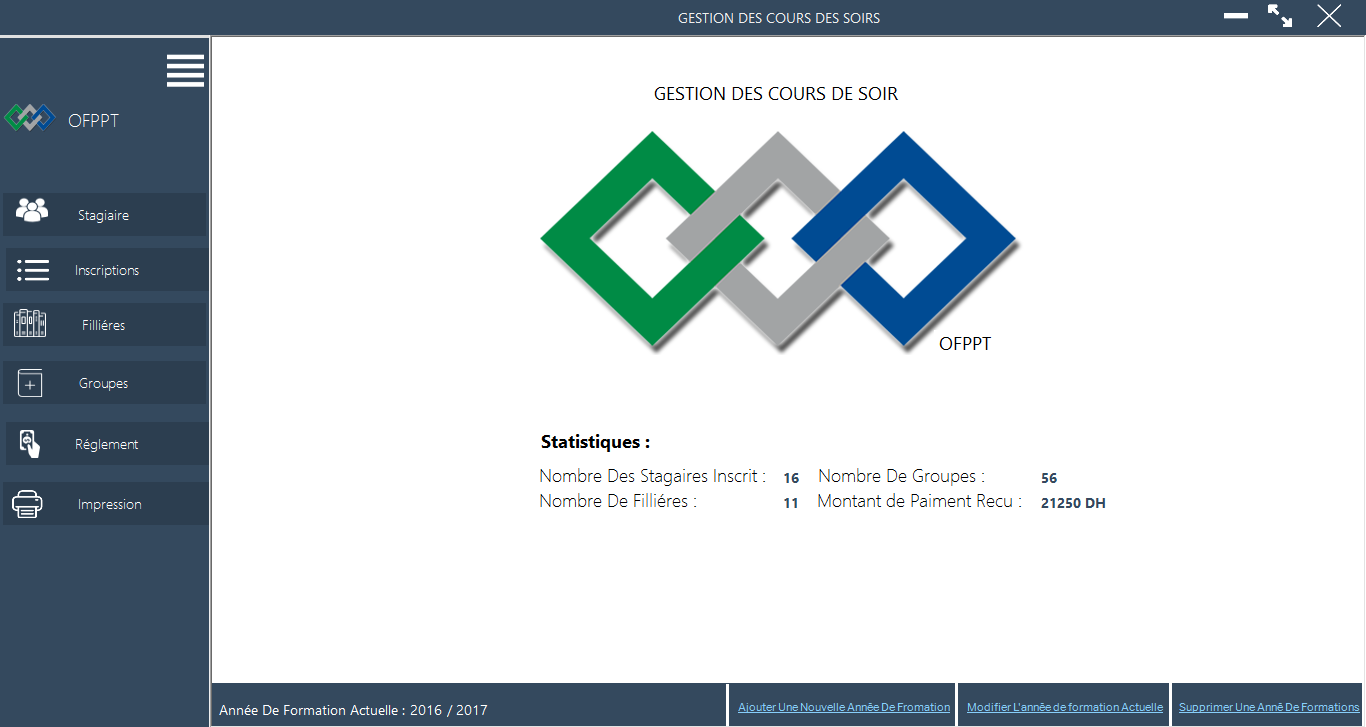 GESTION DES COURS DES SOIRS
OFPPT
Stagiaire
Inscriptions
Filliéres
Groupes
Réglement
Impression
GESTION DES COURS DE SOIR
OFPPT
Statistiques :
Nombre Des Stagaires Inscrit : 16 Nombre De Groupes : 56
Nombre De Filliéres : 11 Montant de Paiment Recu : 21250 DH
Année De Formation Actuelle : 2016 / 2017
Ajouter Une Nouvelle Année De Fromation
Modifier L'année de formation Actuelle
Supprimer Une Anné De Formations